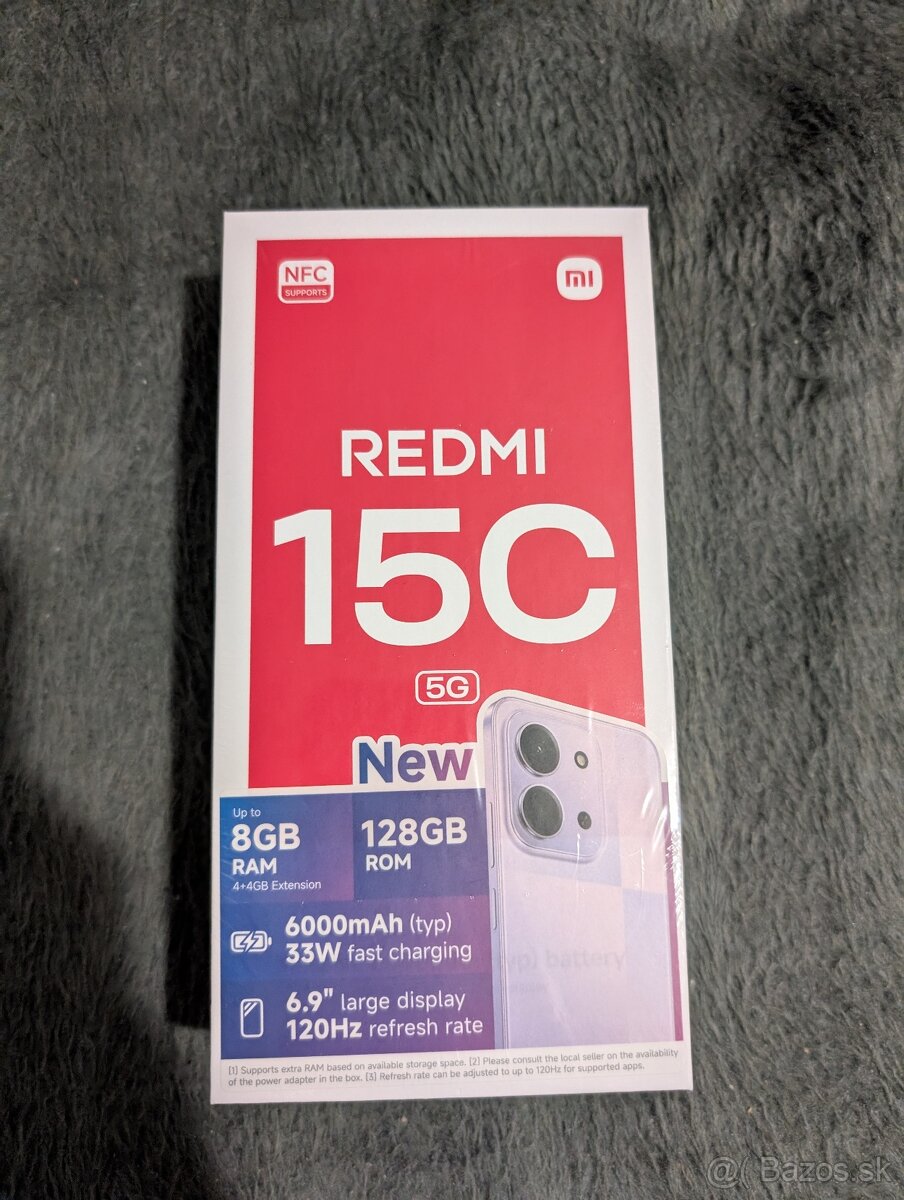 NFC
SUPPORTS
mi
REDMI
15C
5G
New
Up to
8GB
RAM
4+4GB Extension
128GB
ROM
6000mAh (typ)
33W fast charging
6.9" large display
120Hz refresh rate
battery
[1] Supports extra RAM based on available storage space. [2] Please consult the local seller on the availability
of the power adapter in the box. [3] Refresh rate can be adjusted to up to 120Hz for supported apps.
@( Bazos.sk